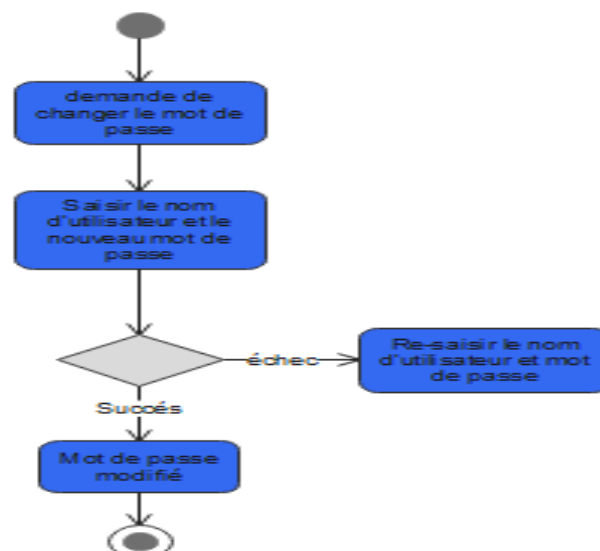 demande de
changer le mot de
passe
Saisir le nom
d'utilisateur et le
nouveau mot de
passe
échec
Re-saisir le nom
d'utilisateur et mot
de passe
Succés
Mot de passe
modifié